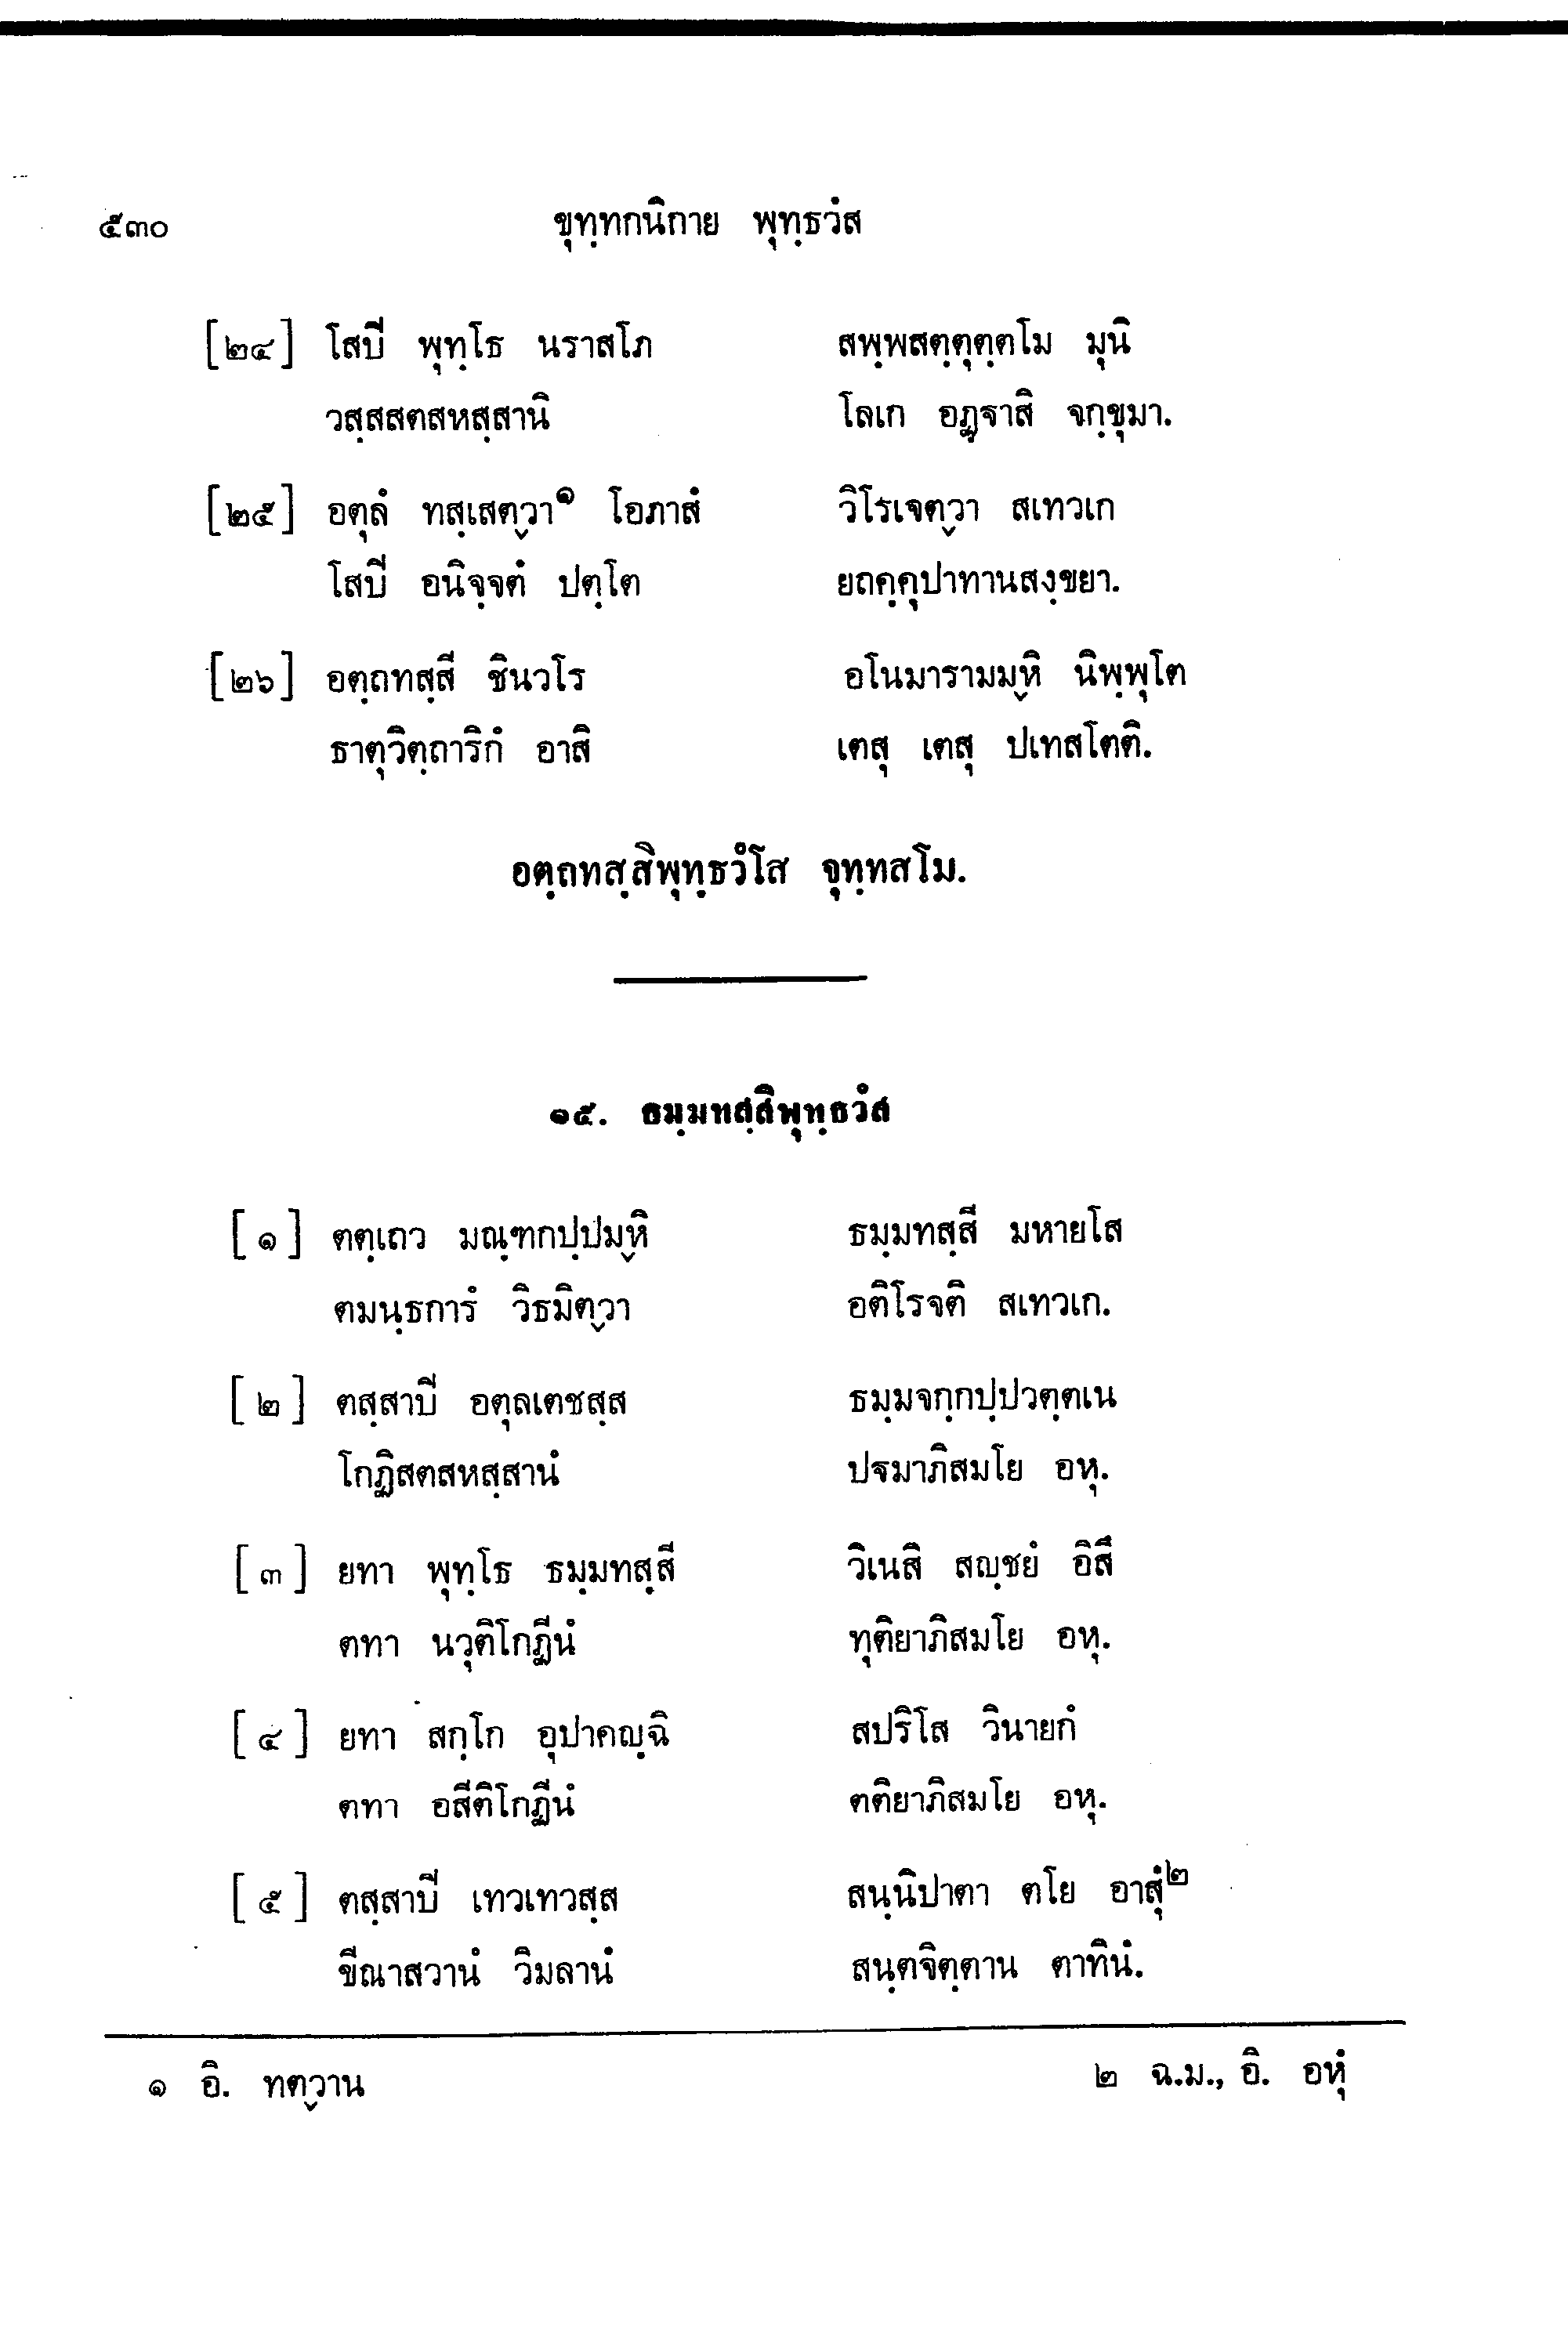 ๕๓๐ ขุทฺทกนิกาย พุทฺธวํส
[๒๔] โสปี พุทฺโธ นราสโภ สพฺพสตฺตุตฺตโม มุนิ
วสฺสสตสหสฺสานิ โลเก อฏฺฐาสิ จกฺขุมา.
[๒๕] อตุลํ ทสฺเสตฺวา๑ โอภาสํ วิโรเจตฺวา สเทวเก
โสปี อนิจฺจตํ ปตฺโต ยถคฺคุปาทานสงฺขยา.
[๒๖] อตฺถทสฺสี ชินวโร อโนมารามมฺหิ นิพฺพุโต
ธาตุวิตฺถาริกํ อาสิ เตสุ เตสุ ปเทสโตติ.
อตฺถทสฺสิพุทฺธวํโส จุทฺทสโม.
๑๕. ธมฺมทสฺสิพุทฺธวํส
[๑] ตตฺเถว มณฺฑกปฺปมฺหิ ธมฺมทสฺสี มหายโส
ตมนฺธการํ วิธมิตฺวา อติโรจติ สเทวเก.
[๒] ตสฺสาปี อตุลเตชสฺส ธมฺมจกฺกปฺปวตฺตเน
โกฏิสตสหสฺสานํ ปฐมาภิสมโย อหุ.
[๓] ยทา พุทฺโธ ธมฺมทสฺสี วิเนสิ สญฺชยํ อิสึ
ตทา นวุติโกฏีนํ ทุติยาภิสมโย อหุ.
[๔] ยทา สกฺโก อุปาคญฺฉิ สปริโส วินายกํ
ตทา อสีติโกฏีนํ ตติยาภิสมโย อหุ.
[๕] ตสฺสาปี เทวเทวสฺส สนฺนิปาตา ตโย อาสุํ๒
ขีณาสวานํ วิมลานํ สนฺตจิตฺตาน ตาทินํ.
๑ อิ. ทตฺวาน ๒ ฉ.ม., อิ. อหุํ